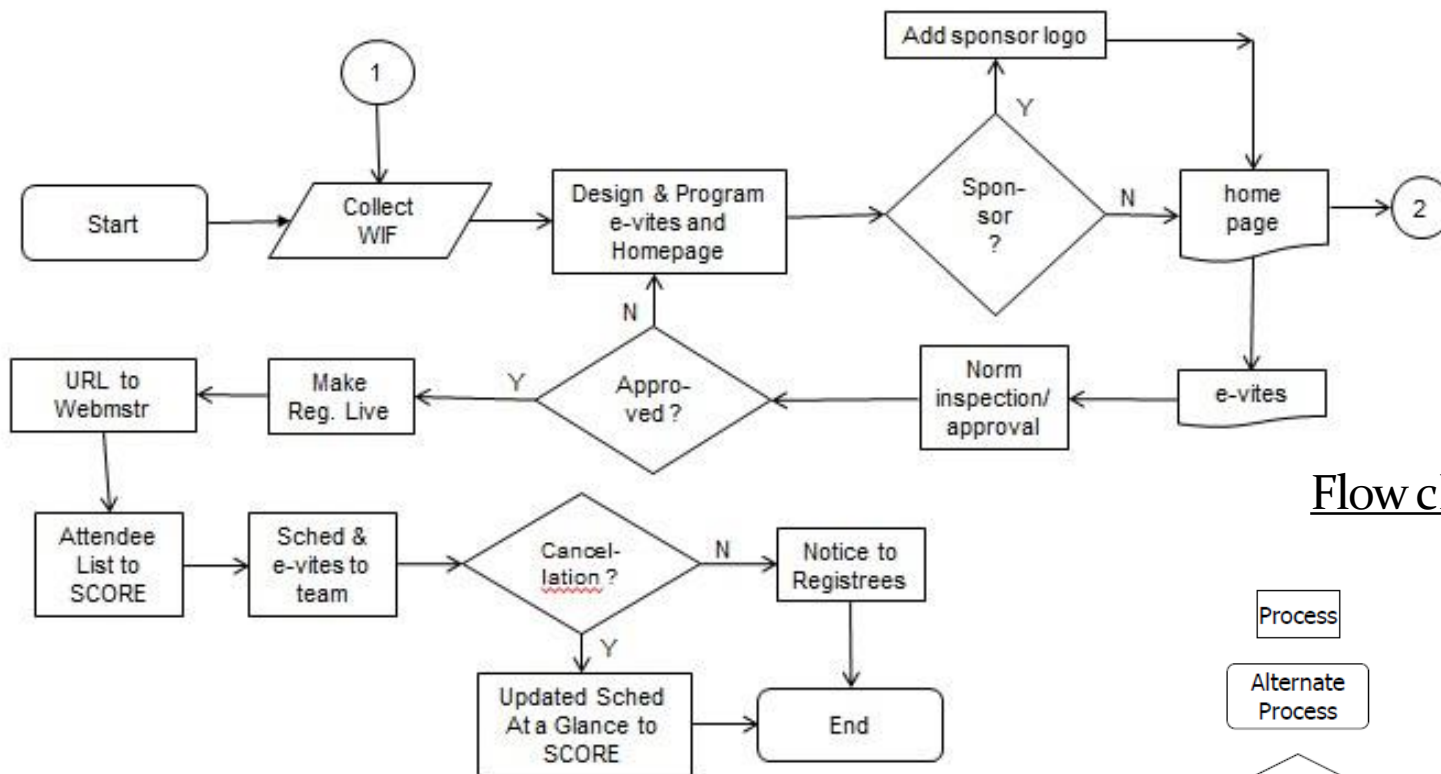 Add sponsor logo
1
Y
Start
Collect
WIF
Design & Program
e-vites and
Homepage
Spon-
sor
?
N
home
page
2
N
URL to
Webmstr
Make
Reg. Live
Y
Appro-
ved ?
Norm
inspection/
approval
e-vites
Flow c
Attendee
List to
SCORE
Sched &
e-vites to
team
Cancel-
lation ?
N
Notice to
Registrees
Y
Process
Updated Sched
At a Glance to
SCORE
End
Alternate
Process